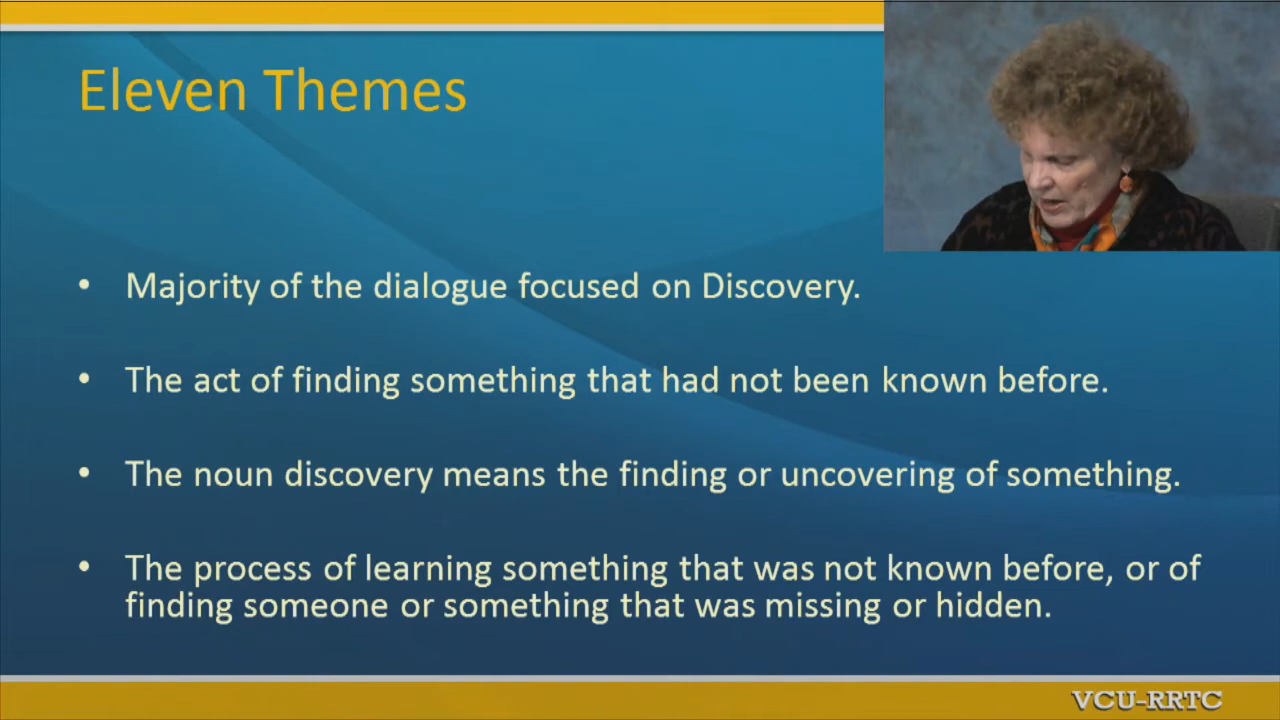 Eleven Themes
• Majority of the dialogue focused on Discovery.
• The act of finding something that had not been known before.
• The noun discovery means the finding or uncovering of something.
• The process of learning something that was not known before, or of
finding someone or something that was missing or hidden.
VCU-RRTC